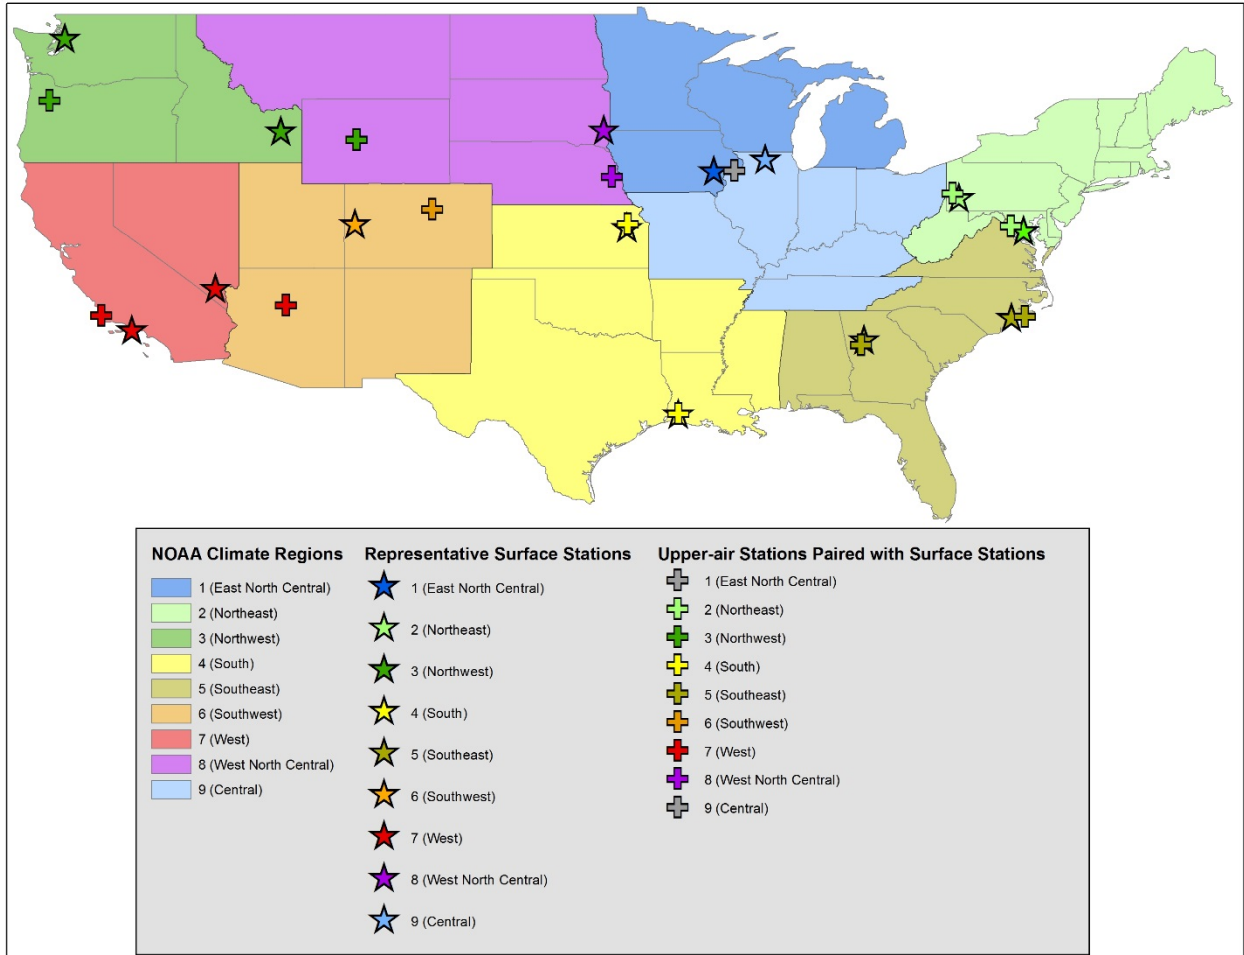 NOAA Climate Regions
1 (East North Central)
2 (Northeast)
3 (Northwest)
4 (South)
5 (Southeast)
6 (Southwest)
7 (West)
8 (West North Central)
9 (Central)
Representative Surface Stations
1 (East North Central)
2 (Northeast)
3 (Northwest)
4 (South)
5 (Southeast)
6 (Southwest)
7 (West)
8 (West North Central)
9 (Central)
Upper-air Stations Paired with Surface Stations
1 (East North Central)
2 (Northeast)
3 (Northwest)
4 (South)
5 (Southeast)
6 (Southwest)
7 (West)
8 (West North Central)
9 (Central)